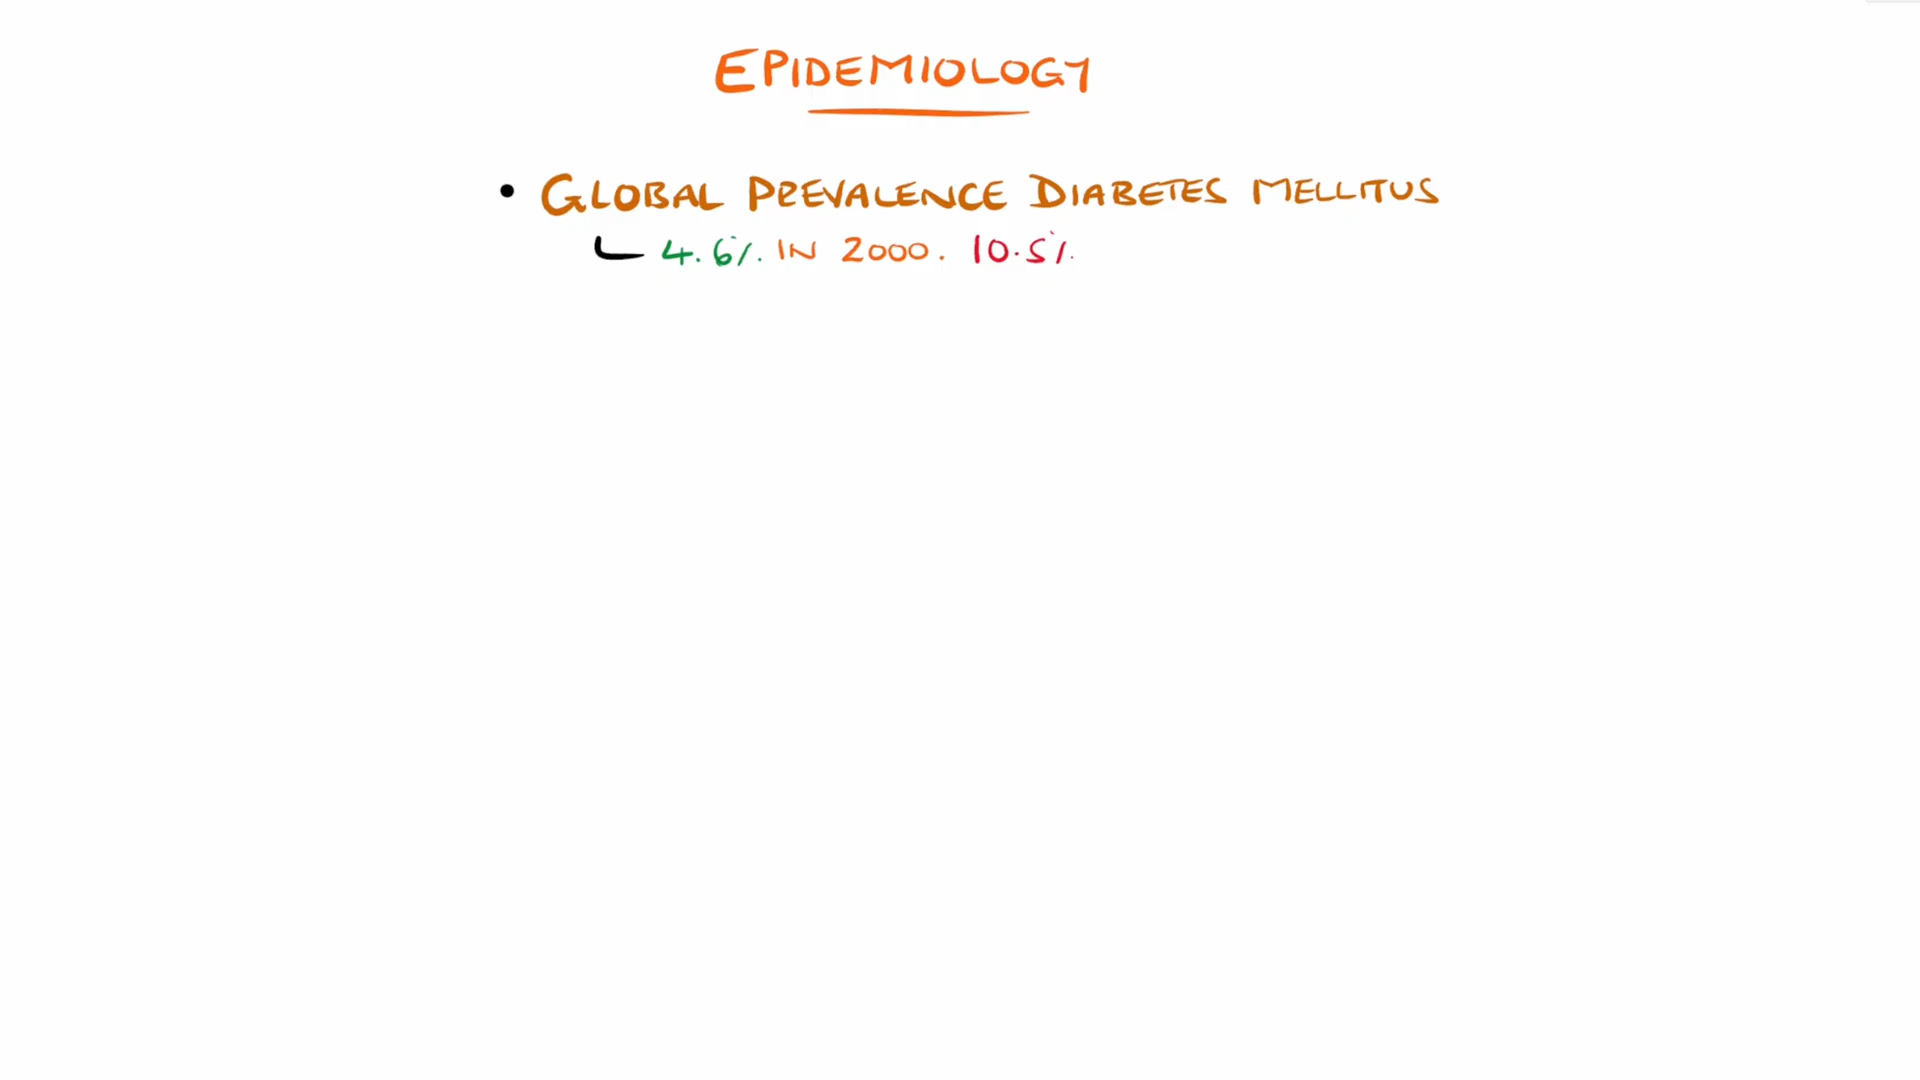 EPIDEMIOLOGY
• GLOBAL PREVALENCE DIABETES MELLITUS
4.6% IN 2000. 10.5%